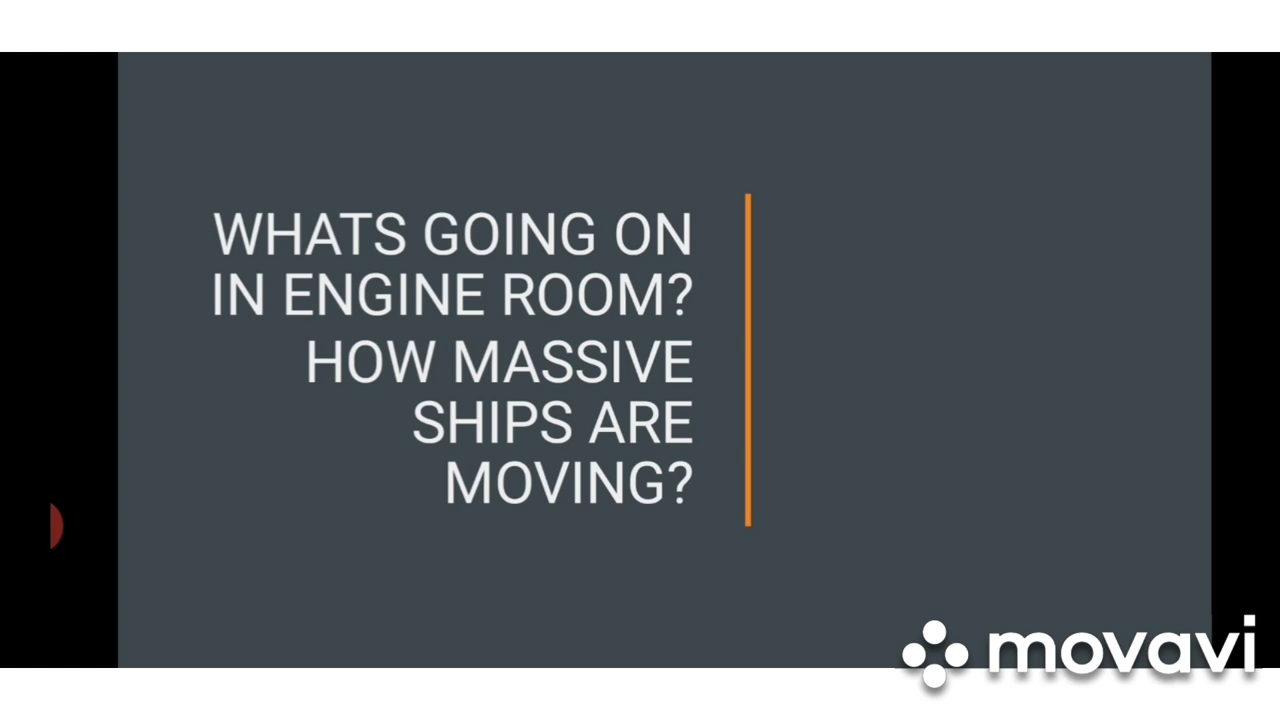 WHATS GOING ON
IN ENGINE ROOM?
HOW MASSIVE
SHIPS ARE
MOVING?
movavi